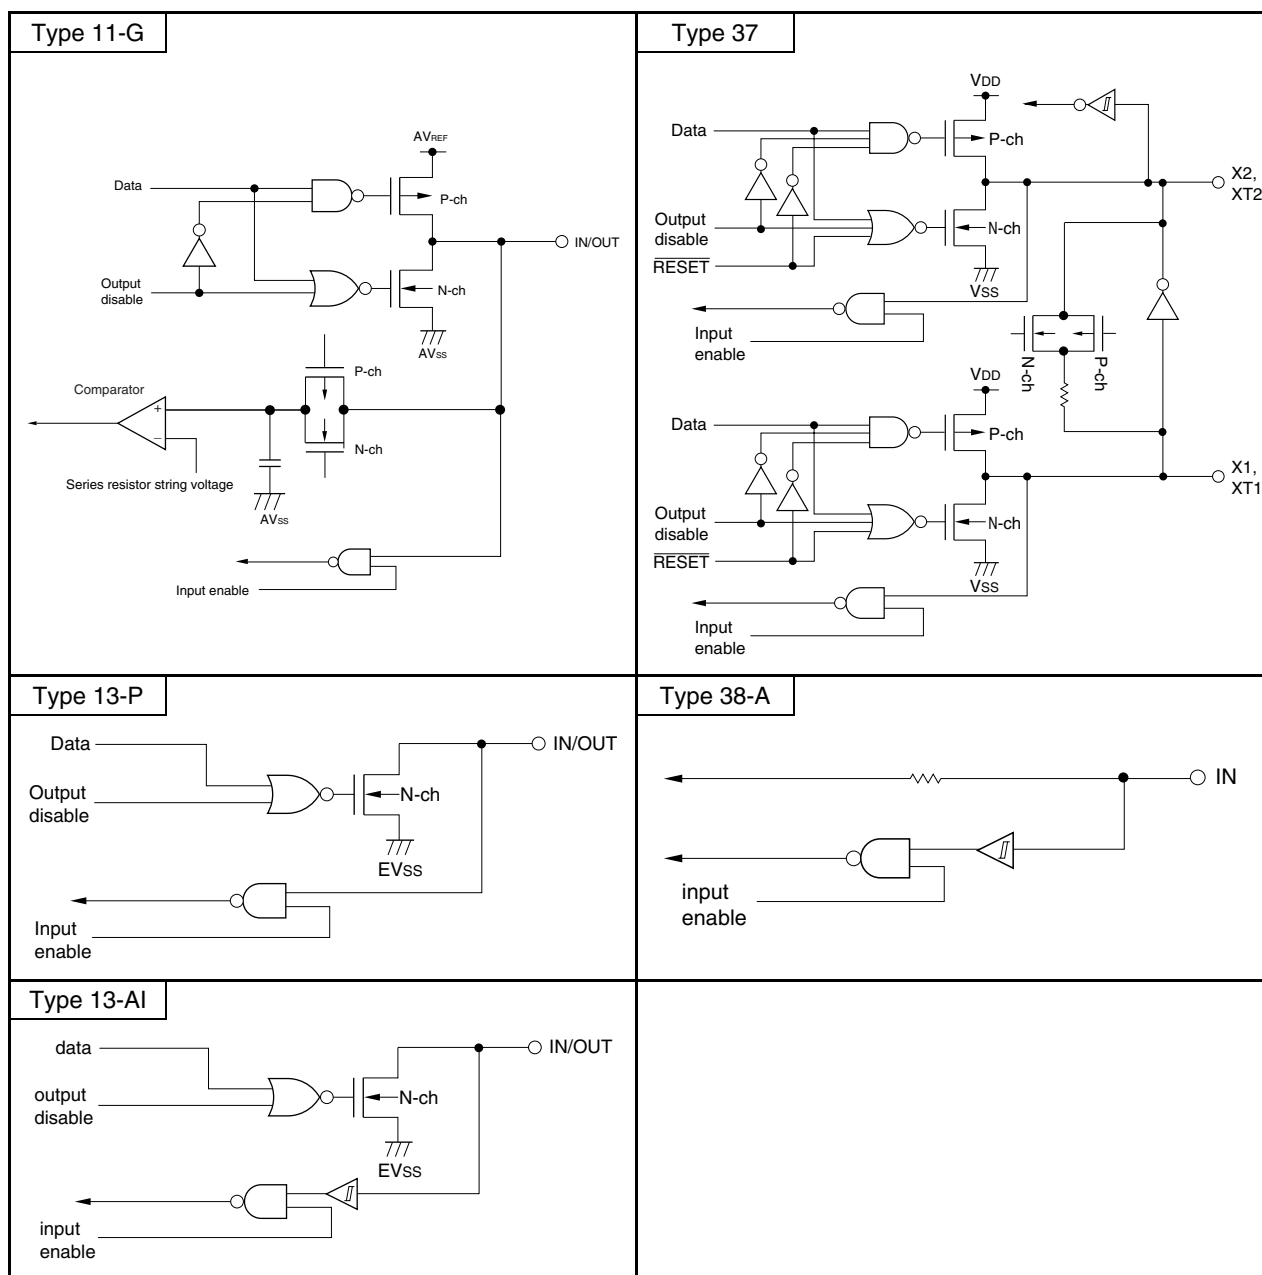 Type 11-G
AVREF
Data
P-ch
IN/OUT
Output
disable
N-ch
AVSS
P-ch
Comparator
+
−
N-ch
Series resistor string voltage
AVSS
Input enable
Type 37
VDD
Data
P-ch
X2,
XT2
Output
disable
N-ch
RESET
VSS
Input
enable
N-ch
P-ch
VDD
Data
P-ch
X1,
XT1
Output
disable
N-ch
RESET
VSS
Input
enable
Type 13-P
Data
IN/OUT
Output
disable
N-ch
EVSS
Input
enable
Type 38-A
IN
input
enable
Type 13-AI
data
IN/OUT
output
disable
N-ch
EVSS
input
enable